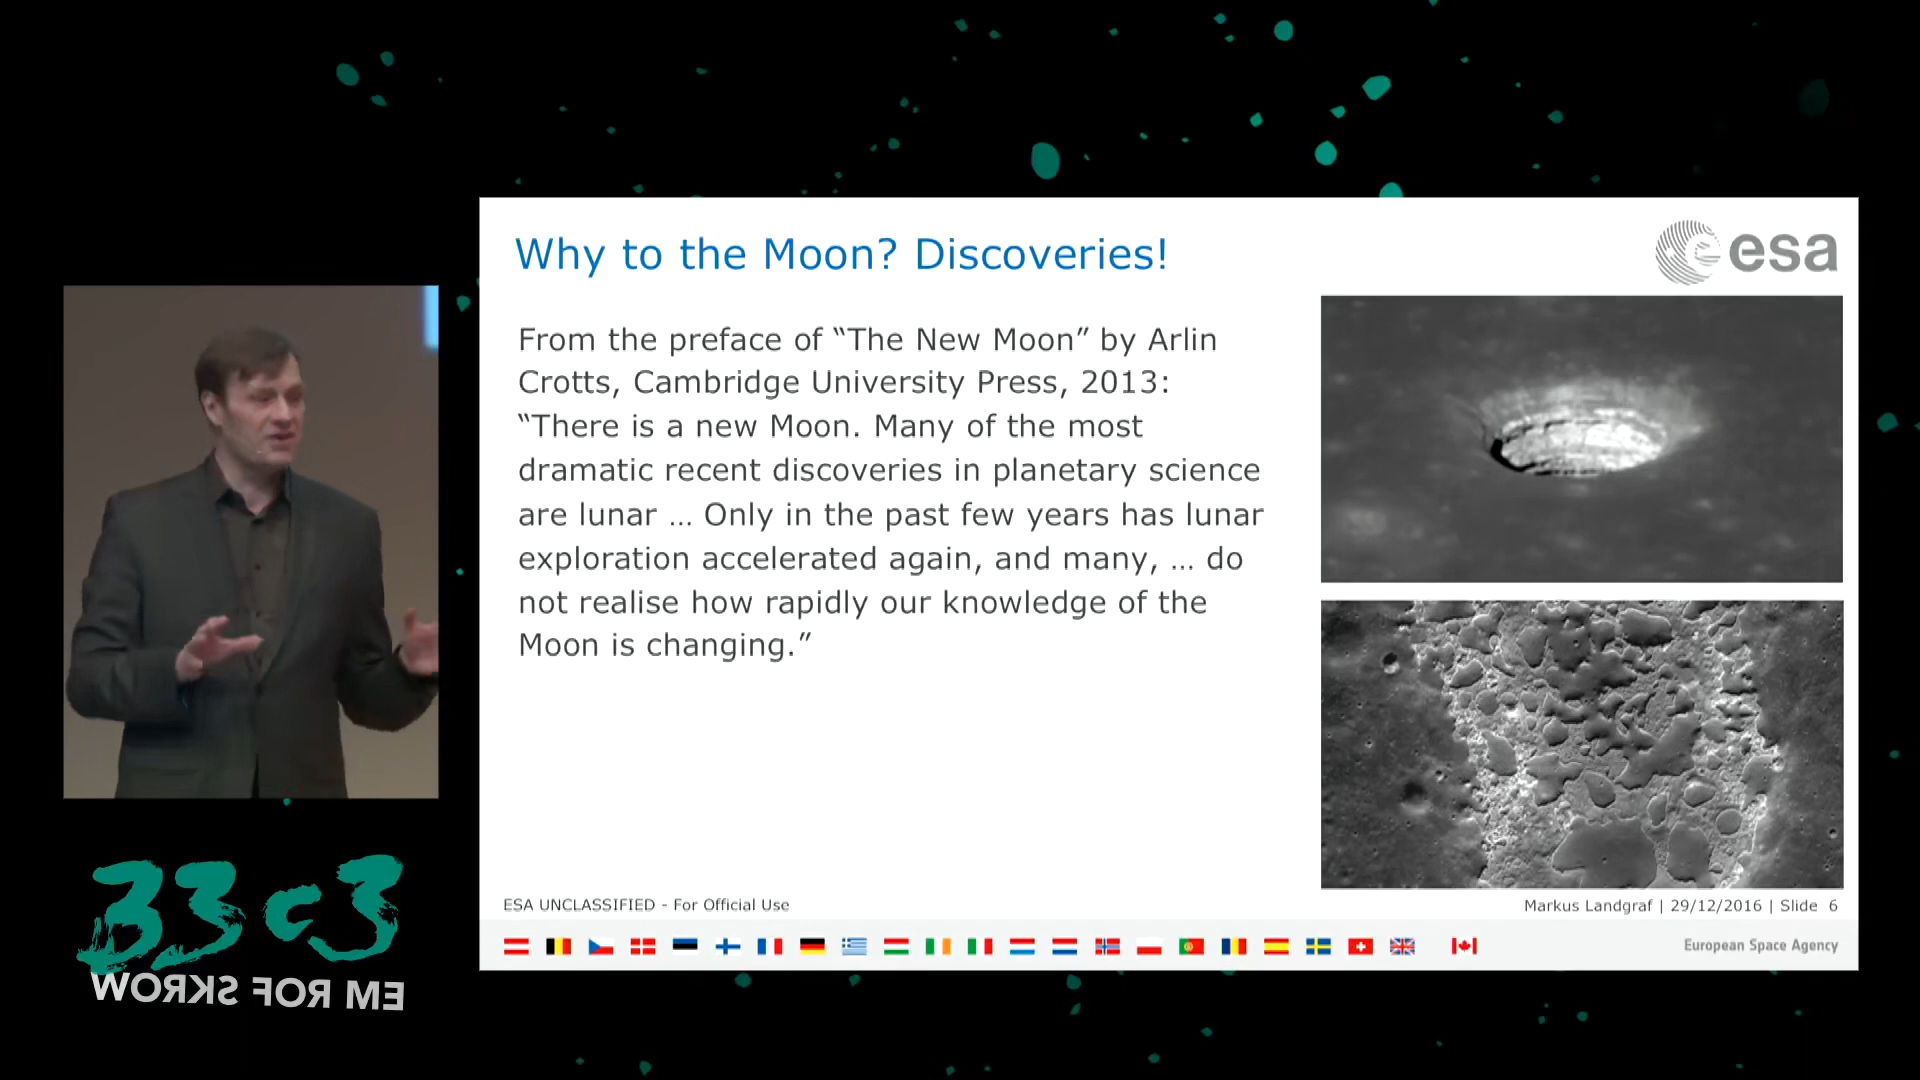 Why to the Moon? Discoveries!
esa
From the preface of “The New Moon” by Arlin
Crotts, Cambridge University Press, 2013:
“There is a new Moon. Many of the most
dramatic recent discoveries in planetary science
are lunar … Only in the past few years has lunar
exploration accelerated again, and many, … do
not realise how rapidly our knowledge of the
Moon is changing.”
ESA UNCLASSIFIED - For Official Use
Markus Landgraf | 29/12/2016 | Slide 6
European Space Agency
33c3
WORKS FOR ME